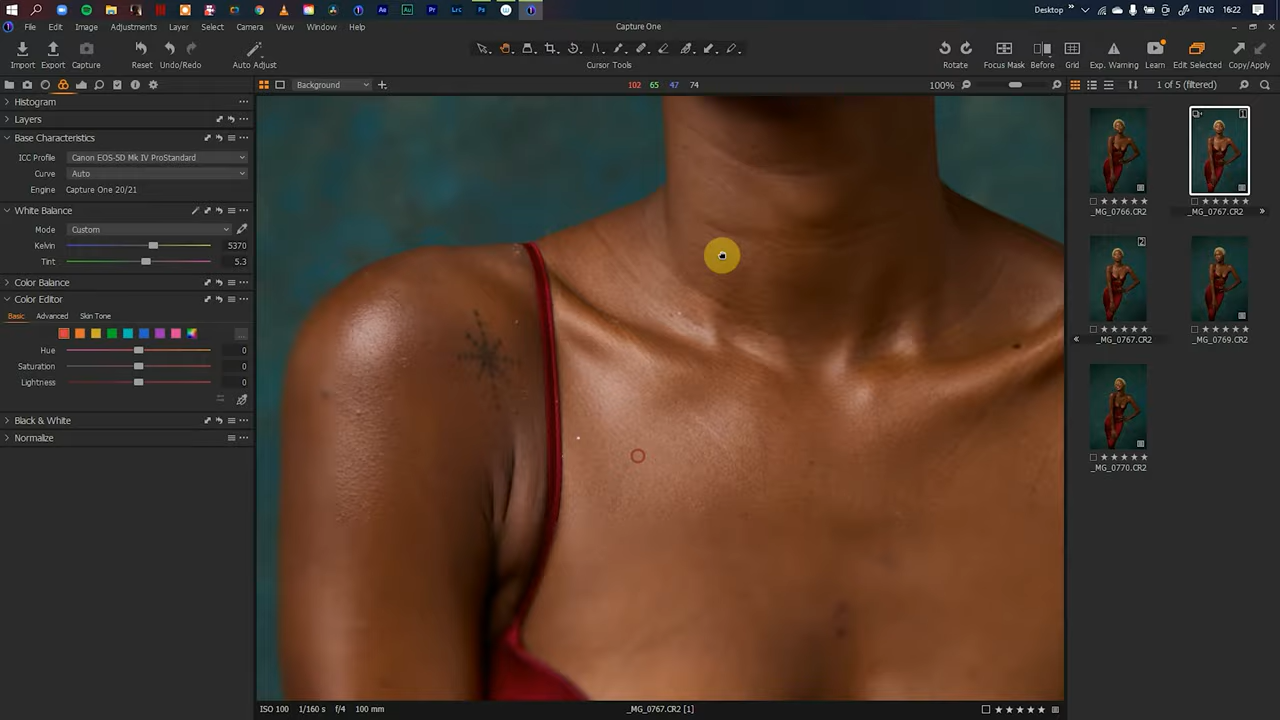 Desktop
ENG
16:22
File Edit Image Adjustments Layer Select Camera View Window Help
Capture One
Import Export Capture Reset Undo/Redo Auto Adjust Cursor Tools Rotate Focus Mask Before Grid Exp. Warning Learn Edit Selected Copy/Apply
Background
102 65 47 74
100%
1 of 5 (filtered)
Histogram
Layers
Base Characteristics
ICC Profile Canon EOS-5D Mk IV ProStandard
Curve Auto
Engine Capture One 20/21
White Balance
Mode Custom
Kelvin 5370
Tint 5.3
Color Balance
Color Editor
Basic Advanced Skin Tone
Hue 0
Saturation 0
Lightness 0
Black & White
Normalize
1
_MG_0766.CR2
_MG_0767.CR2
2
_MG_0767.CR2
_MG_0769.CR2
_MG_0770.CR2
ISO 100 1/160 s f/4 100 mm
_MG_0767.CR2 [1]